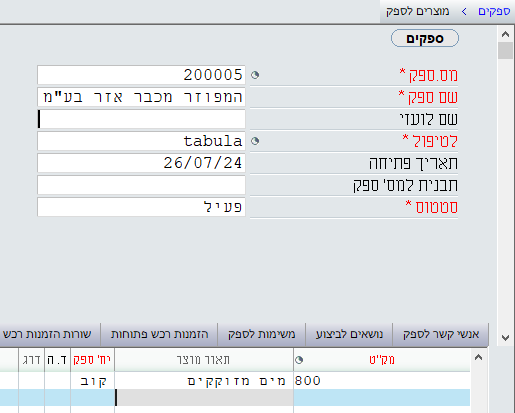 ספקים > מוצרים לספק
ספקים
מס.ספק * 200005
שם ספק * המפוזר מכבר אזר בע"מ
שם לועזי
לטיפול * tabula
תאריך פתיחה 26/07/24
תבנית למס' ספק
סטטוס * פעיל
אנשי קשר לספק נושאים לביצוע משימות לספק הזמנות רכש פתוחות שורות הזמנות רכש
מק"ט תאור מוצר יח' ספק ד.ה דרג
800 מים מזוקקים קוב